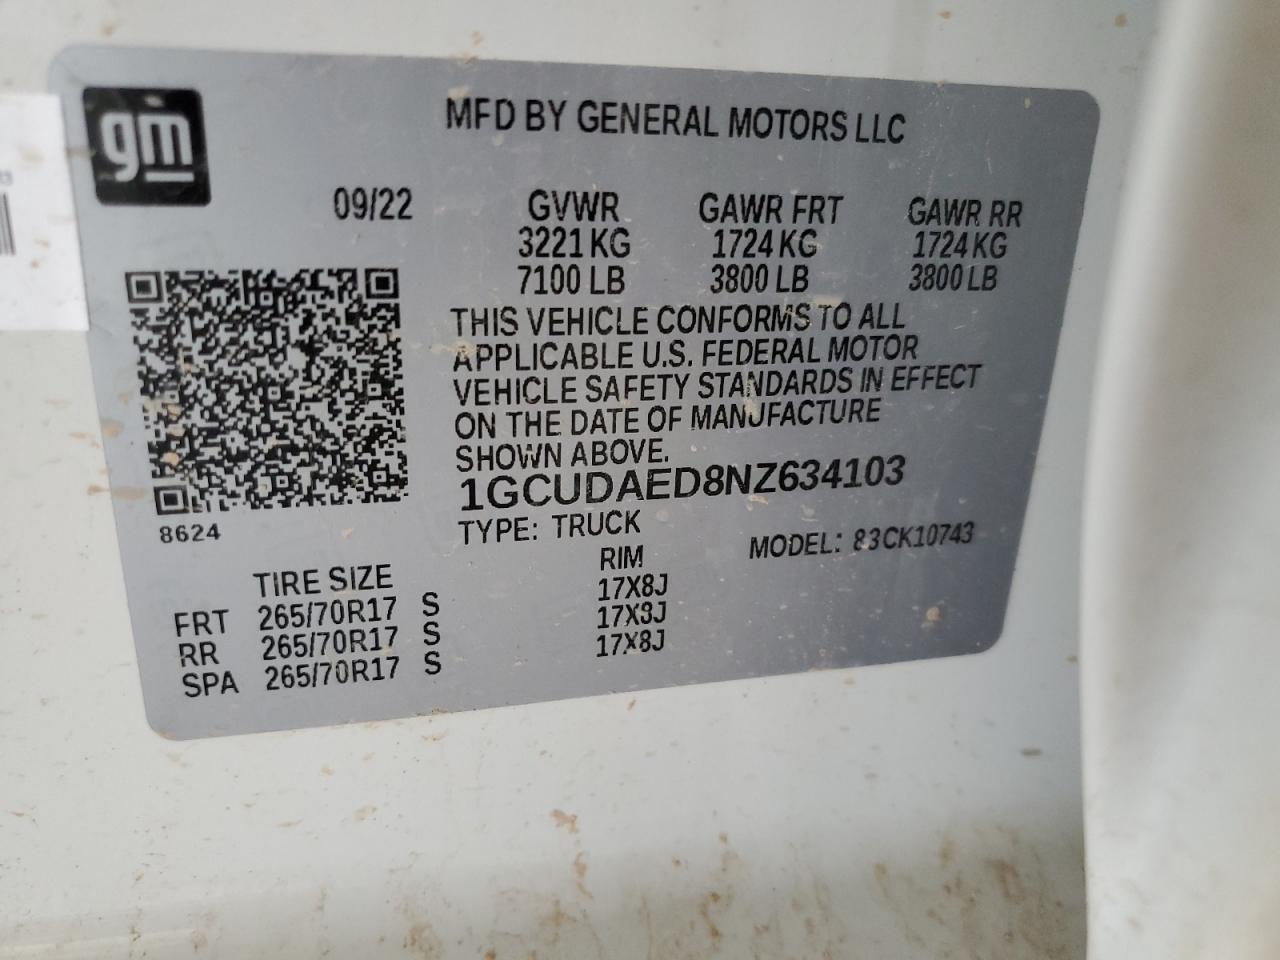 gm
MFD BY GENERAL MOTORS LLC
09/22
GVWR GAWR FRT GAWR RR
3221 KG 1724 KG 1724 KG
7100 LB 3800 LB 3800 LB
THIS VEHICLE CONFORMS TO ALL
APPLICABLE U.S. FEDERAL MOTOR
VEHICLE SAFETY STANDARDS IN EFFECT
ON THE DATE OF MANUFACTURE
SHOWN ABOVE.
1GCUDAED8NZ634103
8624
TYPE: TRUCK
MODEL: 83CK10743
TIRE SIZE RIM
FRT 265/70R17 S 17X8J
RR 265/70R17 S 17X8J
SPA 265/70R17 S 17X8J